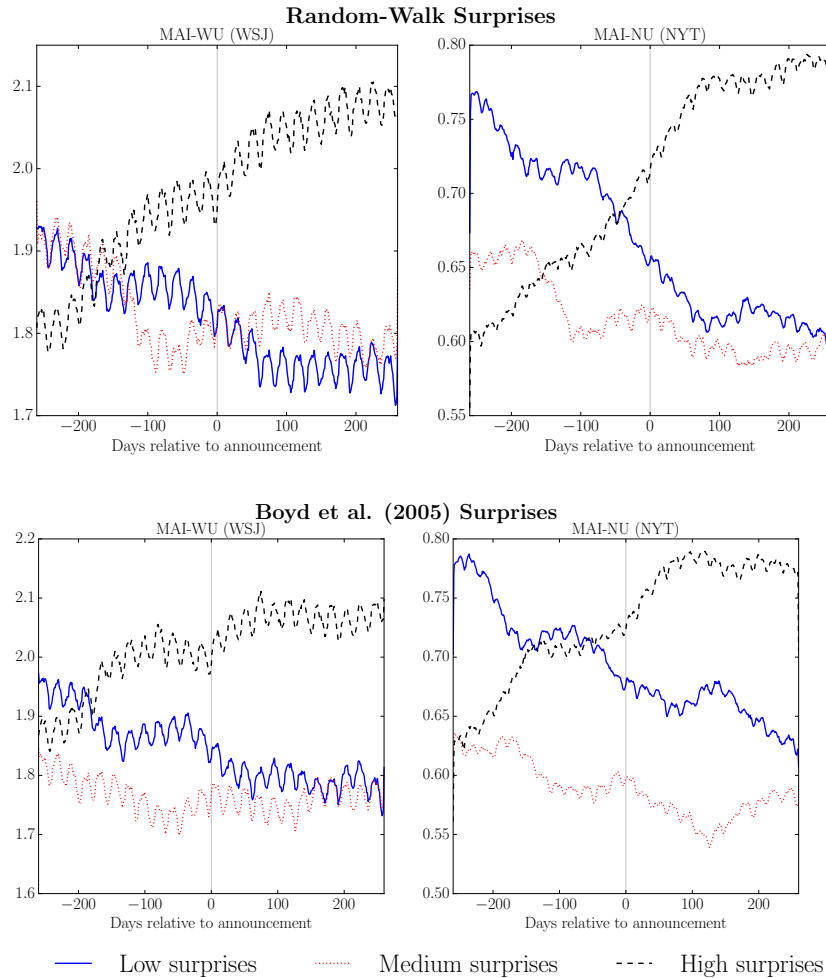 Random-Walk Surprises
MAI-WU (WSJ)
MAI-NU (NYT)
2.1
2.0
1.9
1.8
1.7
0.80
0.75
0.70
0.65
0.60
0.55
−200 −100 0 100 200
−200 −100 0 100 200
Days relative to announcement
Days relative to announcement
Boyd et al. (2005) Surprises
MAI-WU (WSJ)
MAI-NU (NYT)
2.2
2.1
2.0
1.9
1.8
1.7
1.6
0.80
0.75
0.70
0.65
0.60
0.55
0.50
−200 −100 0 100 200
−200 −100 0 100 200
Days relative to announcement
Days relative to announcement
Low surprises Medium surprises High surprises